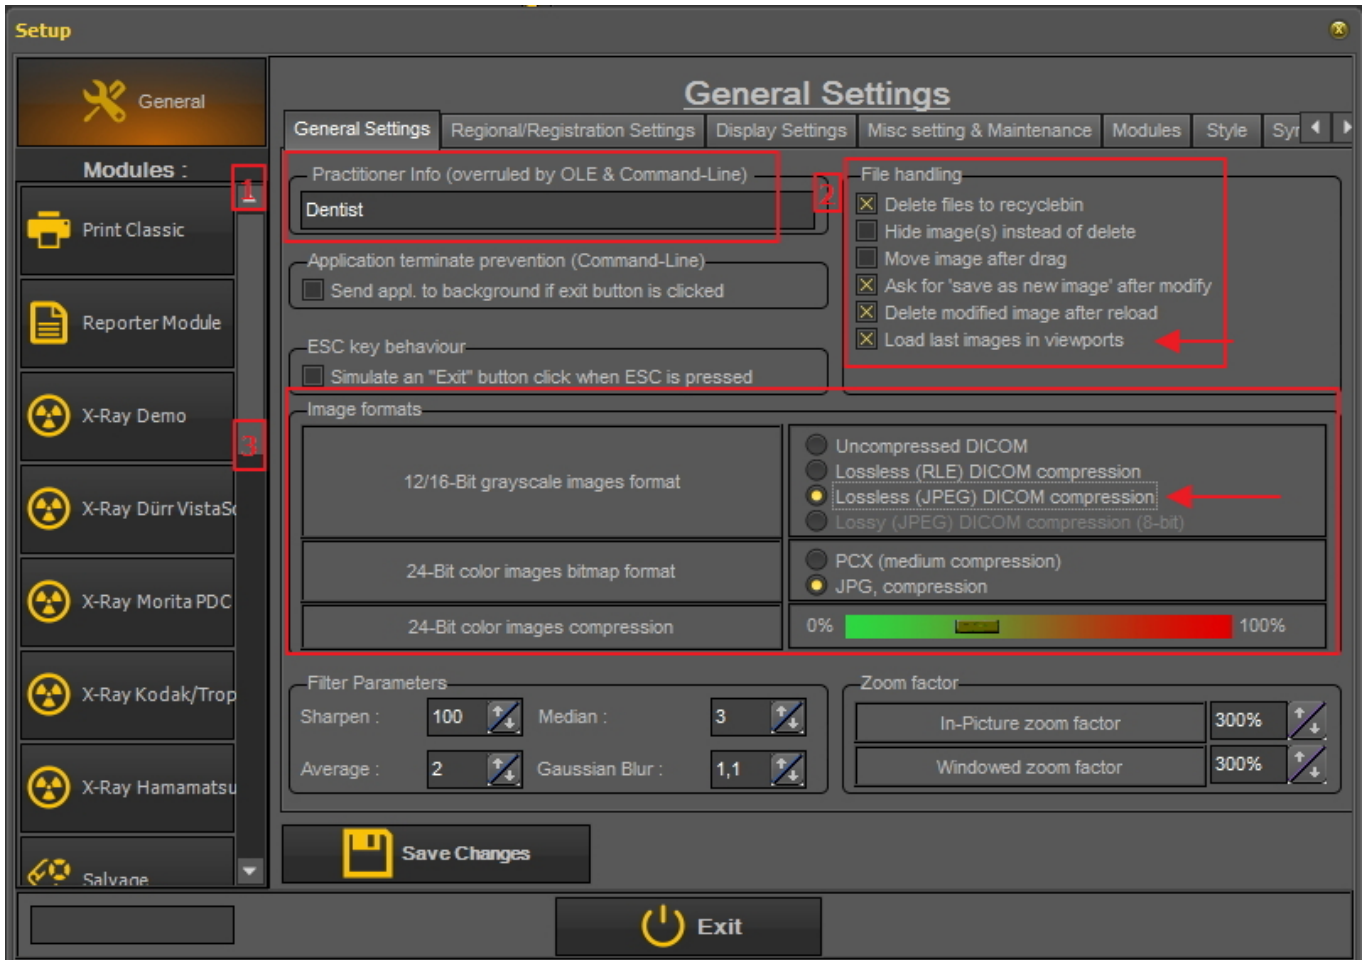 Setup
General
General Settings
General Settings
Regional/Registration Settings
Display Settings
Misc setting & Maintenance
Modules
Style
Modules :
1
Print Classic
Reporter Module
X-Ray Demo
3
X-Ray Dürr VistaSc
X-Ray Morita PDC
X-Ray Kodak/Trop
X-Ray Hamamatsu
Salvage
Practitioner Info (overruled by OLE & Command-Line)
Dentist
2
Application terminate prevention (Command-Line)
Send appl. to background if exit button is clicked
ESC key behaviour
Simulate an "Exit" button click when ESC is pressed
File handling
Delete files to recyclebin
Hide image(s) instead of delete
Move image after drag
Ask for 'save as new image' after modify
Delete modified image after reload
Load last images in viewports
Image formats
12/16-Bit grayscale images format
Uncompressed DICOM
Lossless (RLE) DICOM compression
Lossless (JPEG) DICOM compression
Lossy (JPEG) DICOM compression (8-bit)
24-Bit color images bitmap format
PCX (medium compression)
JPG, compression
24-Bit color images compression
0%
100%
Filter Parameters
Sharpen : 100
Median : 3
Average : 2
Gaussian Blur : 1,1
Zoom factor
In-Picture zoom factor 300%
Windowed zoom factor 300%
Save Changes
Exit